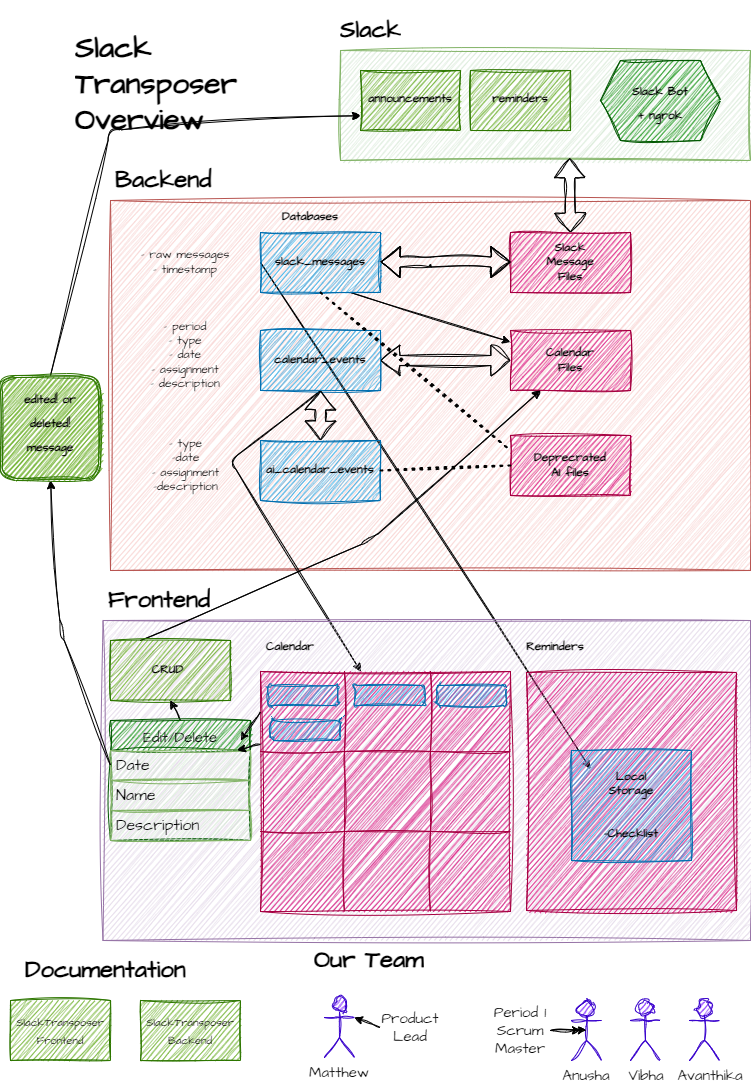 Slack
Transposer
Overview
Slack
announcements
reminders
Slack Bot
+ ngrok
Backend
Databases
- raw messages
- timestamp
slack_messages
Slack
Message
Files
- period
- type
- date
- assignment
- description
calendar_events
Calendar
Files
edited! or
deleted!
message
- type
-date
- assignment
-description
ai_calendar_events
Deprecrated
AI files
Frontend
CRUD
Calendar
Reminders
Edit/Delete
Date
Name
Description
Local
Storage
-Checklist
Documentation
SlackTransposer
Frontend
SlackTransposer
Backend
Our Team
Product
Lead
Matthew
Period 1
Scrum
Master
Anusha
Vibha
Avanthika